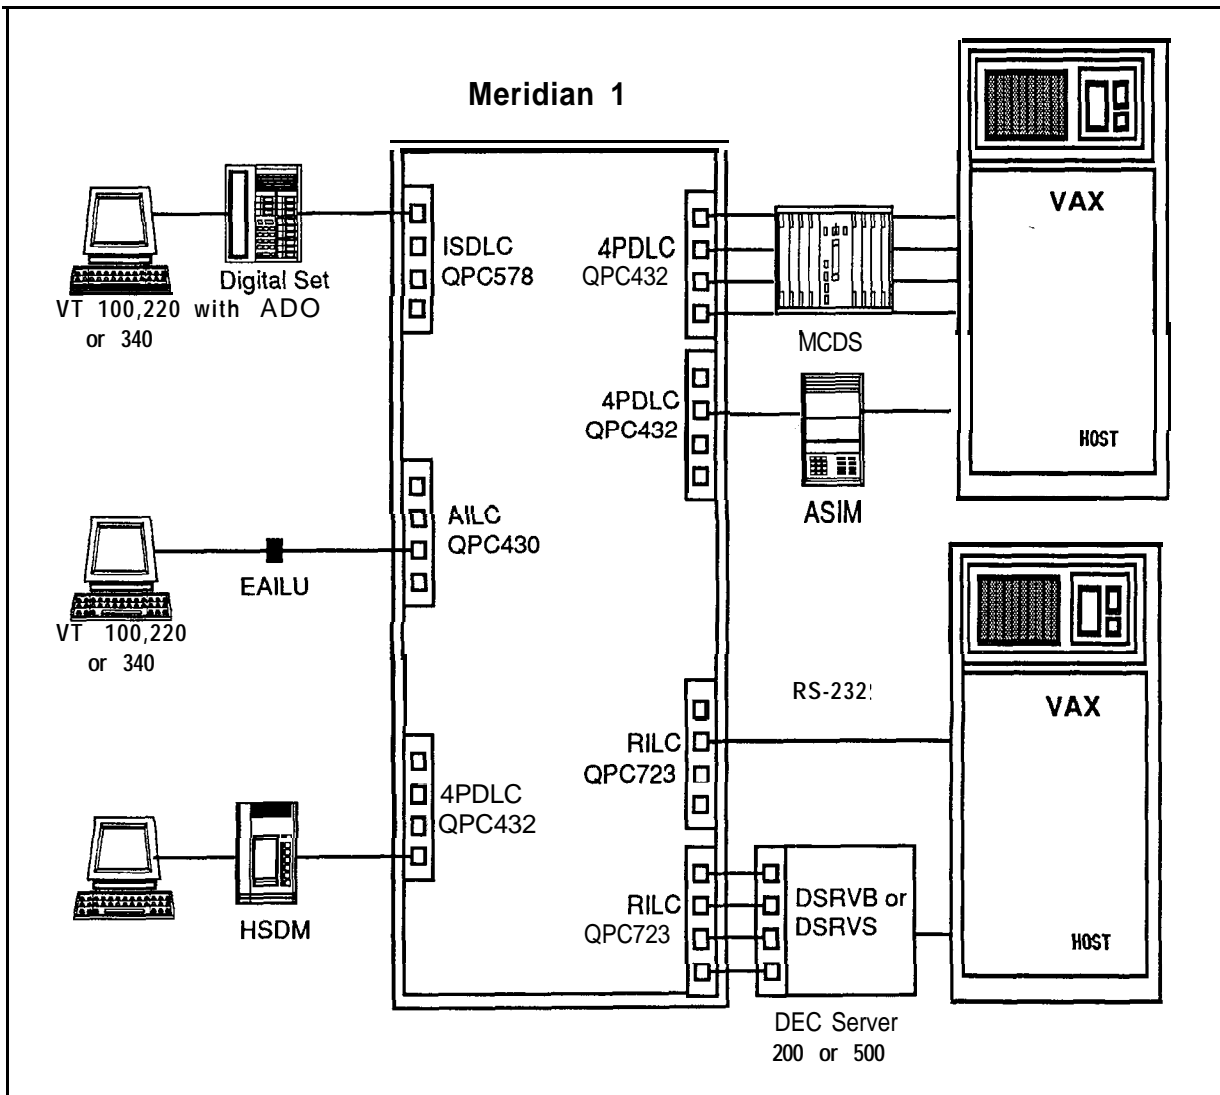 Meridian 1
VAX
ISDLC
QPC578
4PDLC
QPC432
Digital Set
VT 100,220 with ADO
or 340
MCDS
4PDLC
QPC432
HOST
ASIM
AILC
QPC430
EAILU
VT 100,220
or 340
RS-232
VAX
RILC
QPC723
4PDLC
QPC432
HSDM
RILC
QPC723
DSRVB or
DSRVS
HOST
DEC Server
200 or 500